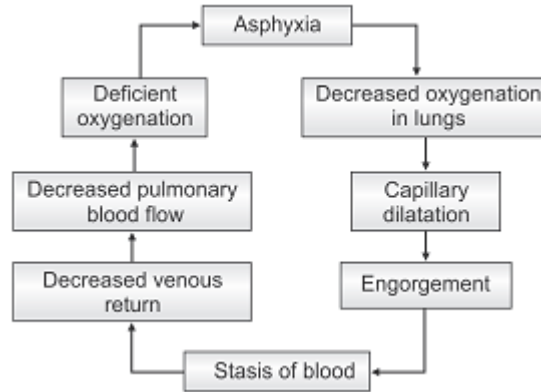 Asphyxia
Decreased oxygenation
in lungs
Capillary
dilatation
Engorgement
Stasis of blood
Decreased venous
return
Decreased pulmonary
blood flow
Deficient
oxygenation